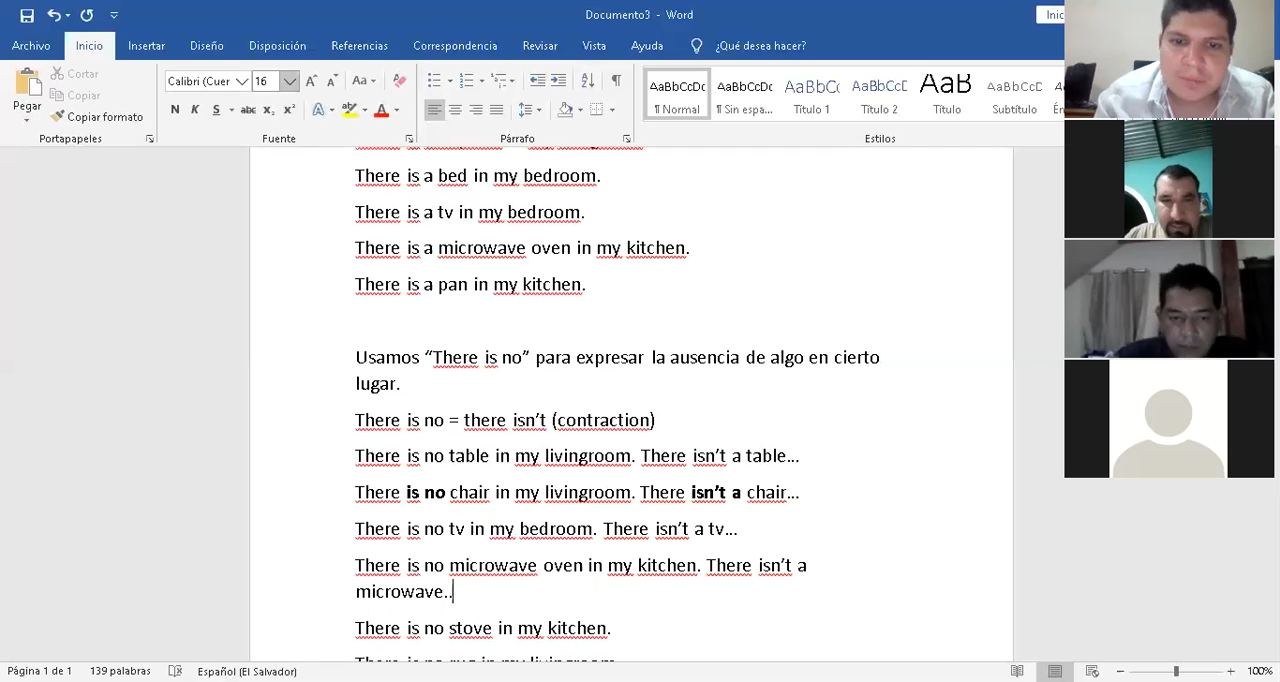 Documento3 - Word
Inic
Archivo Inicio Insertar Diseño Disposición Referencias Correspondencia Revisar Vista Ayuda ¿Qué desea hacer?
Pegar
Cortar
Copiar
Copiar formato
Portapapeles
Calibri (Cuer 16
N K S abc x₂ x²
Fuente
Párrafo
AaBbCcDc ¶ Normal
AaBbCcDc ¶ Sin espa...
AaBbCc Título 1
AaBbCcC Título 2
AaB Título
AaBbCcD Subtítulo
Estilos
There is a bed in my bedroom.
There is a tv in my bedroom.
There is a microwave oven in my kitchen.
There is a pan in my kitchen.
Usamos “There is no” para expresar la ausencia de algo en cierto
lugar.
There is no = there isn’t (contraction)
There is no table in my livingroom. There isn’t a table...
There is no chair in my livingroom. There isn’t a chair...
There is no tv in my bedroom. There isn’t a tv...
There is no microwave oven in my kitchen. There isn’t a
microwave..
There is no stove in my kitchen.
Página 1 de 1 139 palabras Español (El Salvador) 100%